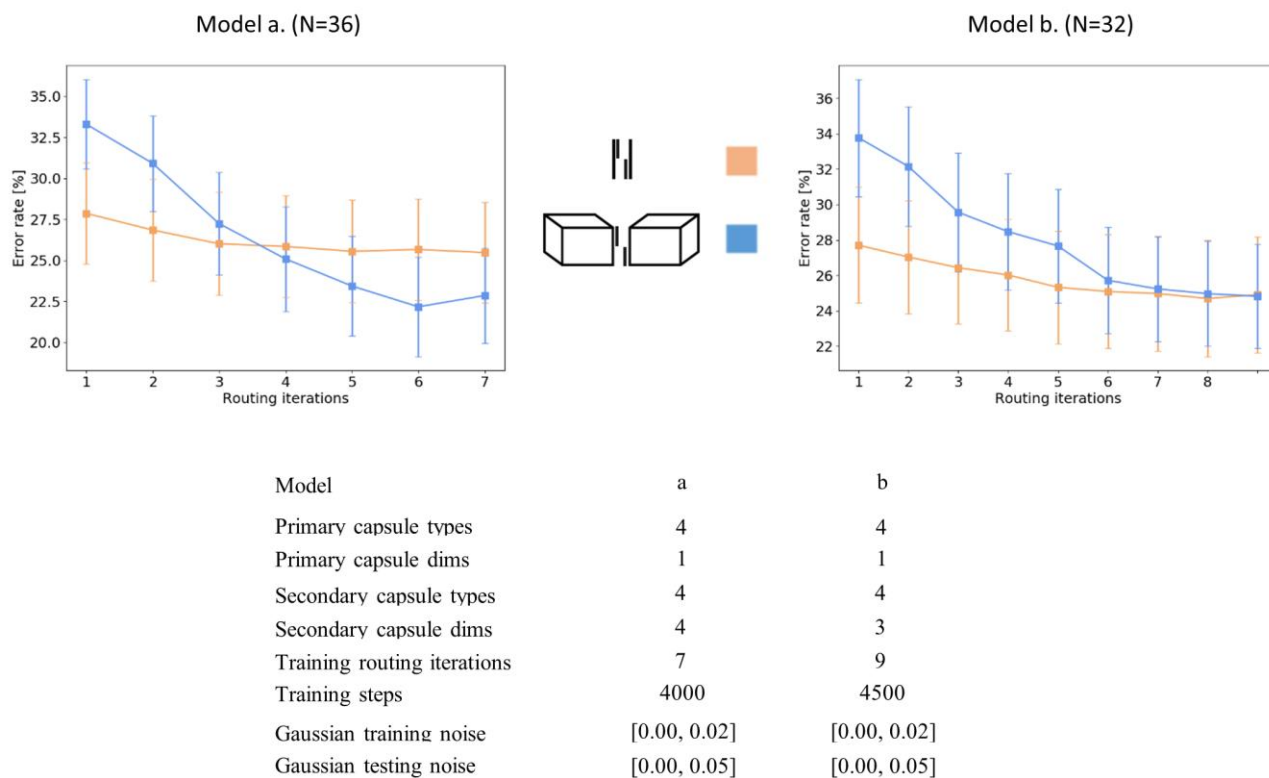 Model a. (N=36)
Model b. (N=32)
Error rate [%]
35.0
32.5
30.0
27.5
25.0
22.5
20.0
1 2 3 4 5 6 7
Routing iterations
Error rate [%]
36
34
32
30
28
26
24
22
1 2 3 4 5 6 7 8
Routing iterations
Model a b
Primary capsule types 4 4
Primary capsule dims 1 1
Secondary capsule types 4 4
Secondary capsule dims 4 3
Training routing iterations 7 9
Training steps 4000 4500
Gaussian training noise [0.00, 0.02] [0.00, 0.02]
Gaussian testing noise [0.00, 0.05] [0.00, 0.05]